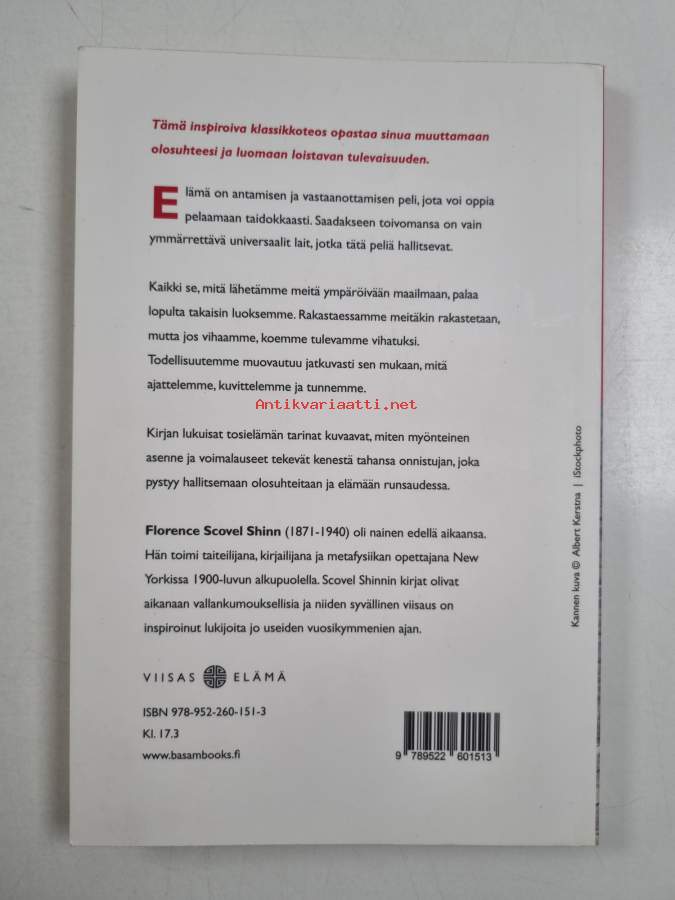 Tämä inspiroiva klassikkoteos opastaa sinua muuttamaan
olosuhteesi ja luomaan loistavan tulevaisuuden.
Elämä on antamisen ja vastaanottamisen peli, jota voi oppia
pelaamaan taidokkaasti. Saadakseen toivomansa on vain
ymmärrettävä universaalit lait, jotka tätä peliä hallitsevat.
Kaikki se, mitä lähetämme meitä ympäröivään maailmaan, palaa
lopulta takaisin luoksemme. Rakastaessamme meitäkin rakastetaan,
mutta jos vihaamme, koemme tulevamme vihatuksi.
Todellisuutemme muovautuu jatkuvasti sen mukaan, mitä
ajattelemme, kuvittelemme ja tunnemme.
Antikvariaatti.net
Kirjan lukuisat tosielämän tarinat kuvaavat, miten myönteinen
asenne ja voimalauseet tekevät kenestä tahansa onnistujan, joka
pystyy hallitsemaan olosuhteitaan ja elämään runsaudessa.
Florence Scovel Shinn (1871-1940) oli nainen edellä aikaansa.
Hän toimi taiteilijana, kirjailijana ja metafysiikan opettajana New
Yorkissa 1900-luvun alkupuolella. Scovel Shinnin kirjat olivat
aikanaan vallankumouksellisia ja niiden syvällinen viisaus on
inspiroinut lukijoita jo useiden vuosikymmenien ajan.
VIISAS ELÄMÄ
ISBN 978-952-260-151-3
Kl. 17.3
www.basambooks.fi
9 789522 601513
Kannen kuva © Albert Kerstna | iStockphoto